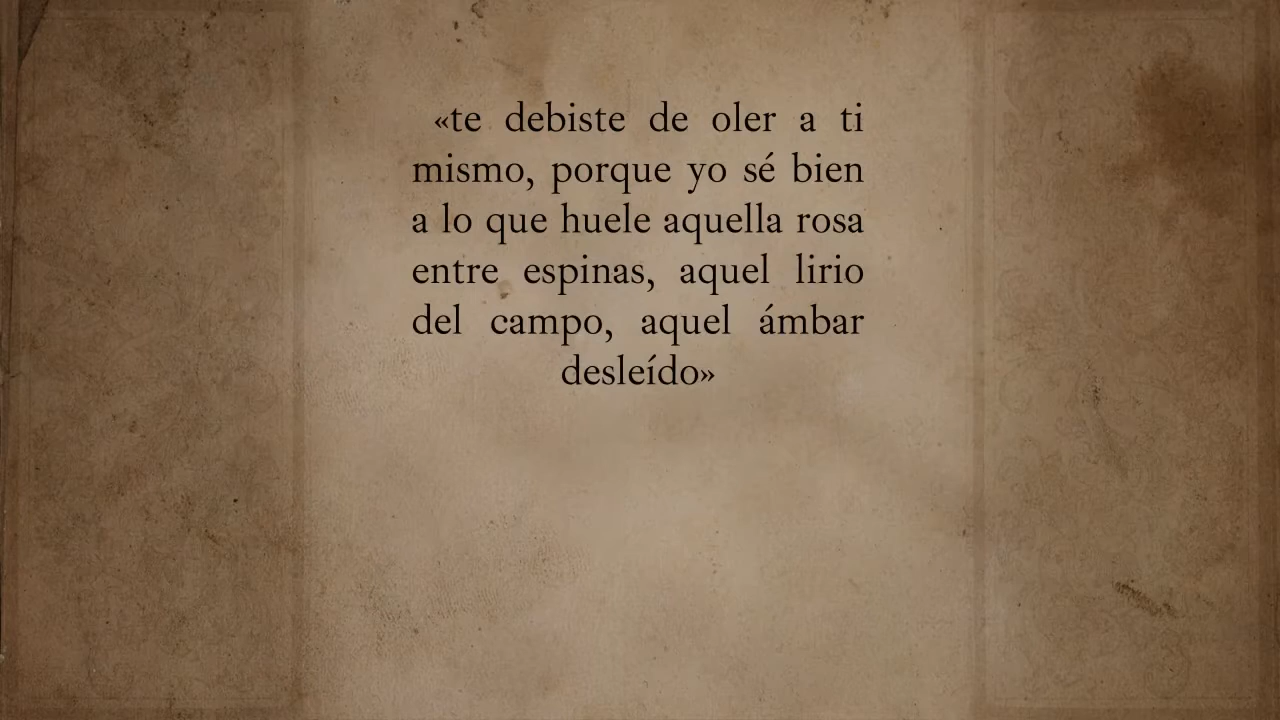 «te debiste de oler a ti
mismo, porque yo sé bien
a lo que huele aquella rosa
entre espinas, aquel lirio
del campo, aquel ámbar
desleído»